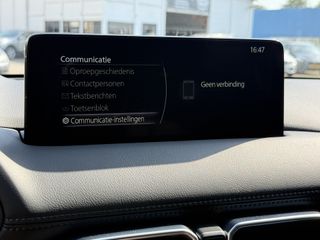 16:47
Communicatie
Oproepgeschiedenis
Contactpersonen
Tekstberichten
Toetsenblok
Communicatie-instellingen
Geen verbinding